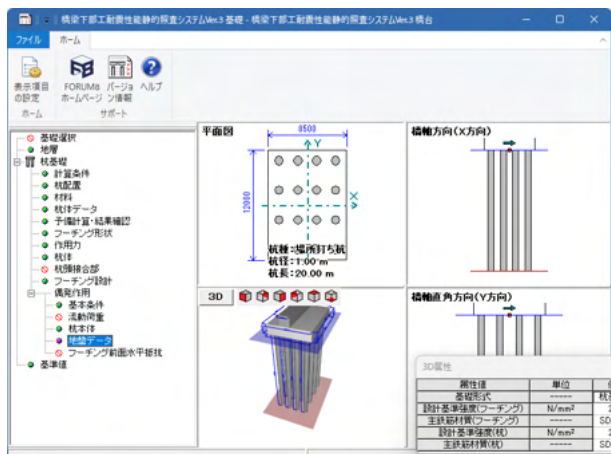 橋梁下部工耐震性能静的照査システムVer.3 基礎 - 橋梁下部工耐震性能静的照査システムVer.3 橋台
ファイル
ホーム
表示項目の設定
FORUM8ホームページ
バージョン情報
ヘルプ
ホーム
サポート
基礎選択
地層
杭基礎
計算条件
杭配置
材料
杭体データ
予備計算・結果確認
フーチング形状
作用力
杭体
杭頭接合部
フーチング設計
偶発作用
基本条件
流動荷重
杭本体
地盤データ
フーチング前面水平抵抗
基準値
平面図
8500
Y
12000
X
杭種:場所打ち杭
杭径:1.00 m
杭長:20.00 m
橋軸方向(X方向)
3D
橋軸直角方向(Y方向)
3D属性
属性値 単位
基礎形式 -----
設計基準強度(フーチング) N/mm²
主鉄筋材質(フーチング) ----- SD
設計基準強度(杭) N/mm²
主鉄筋材質(杭) ----- SD